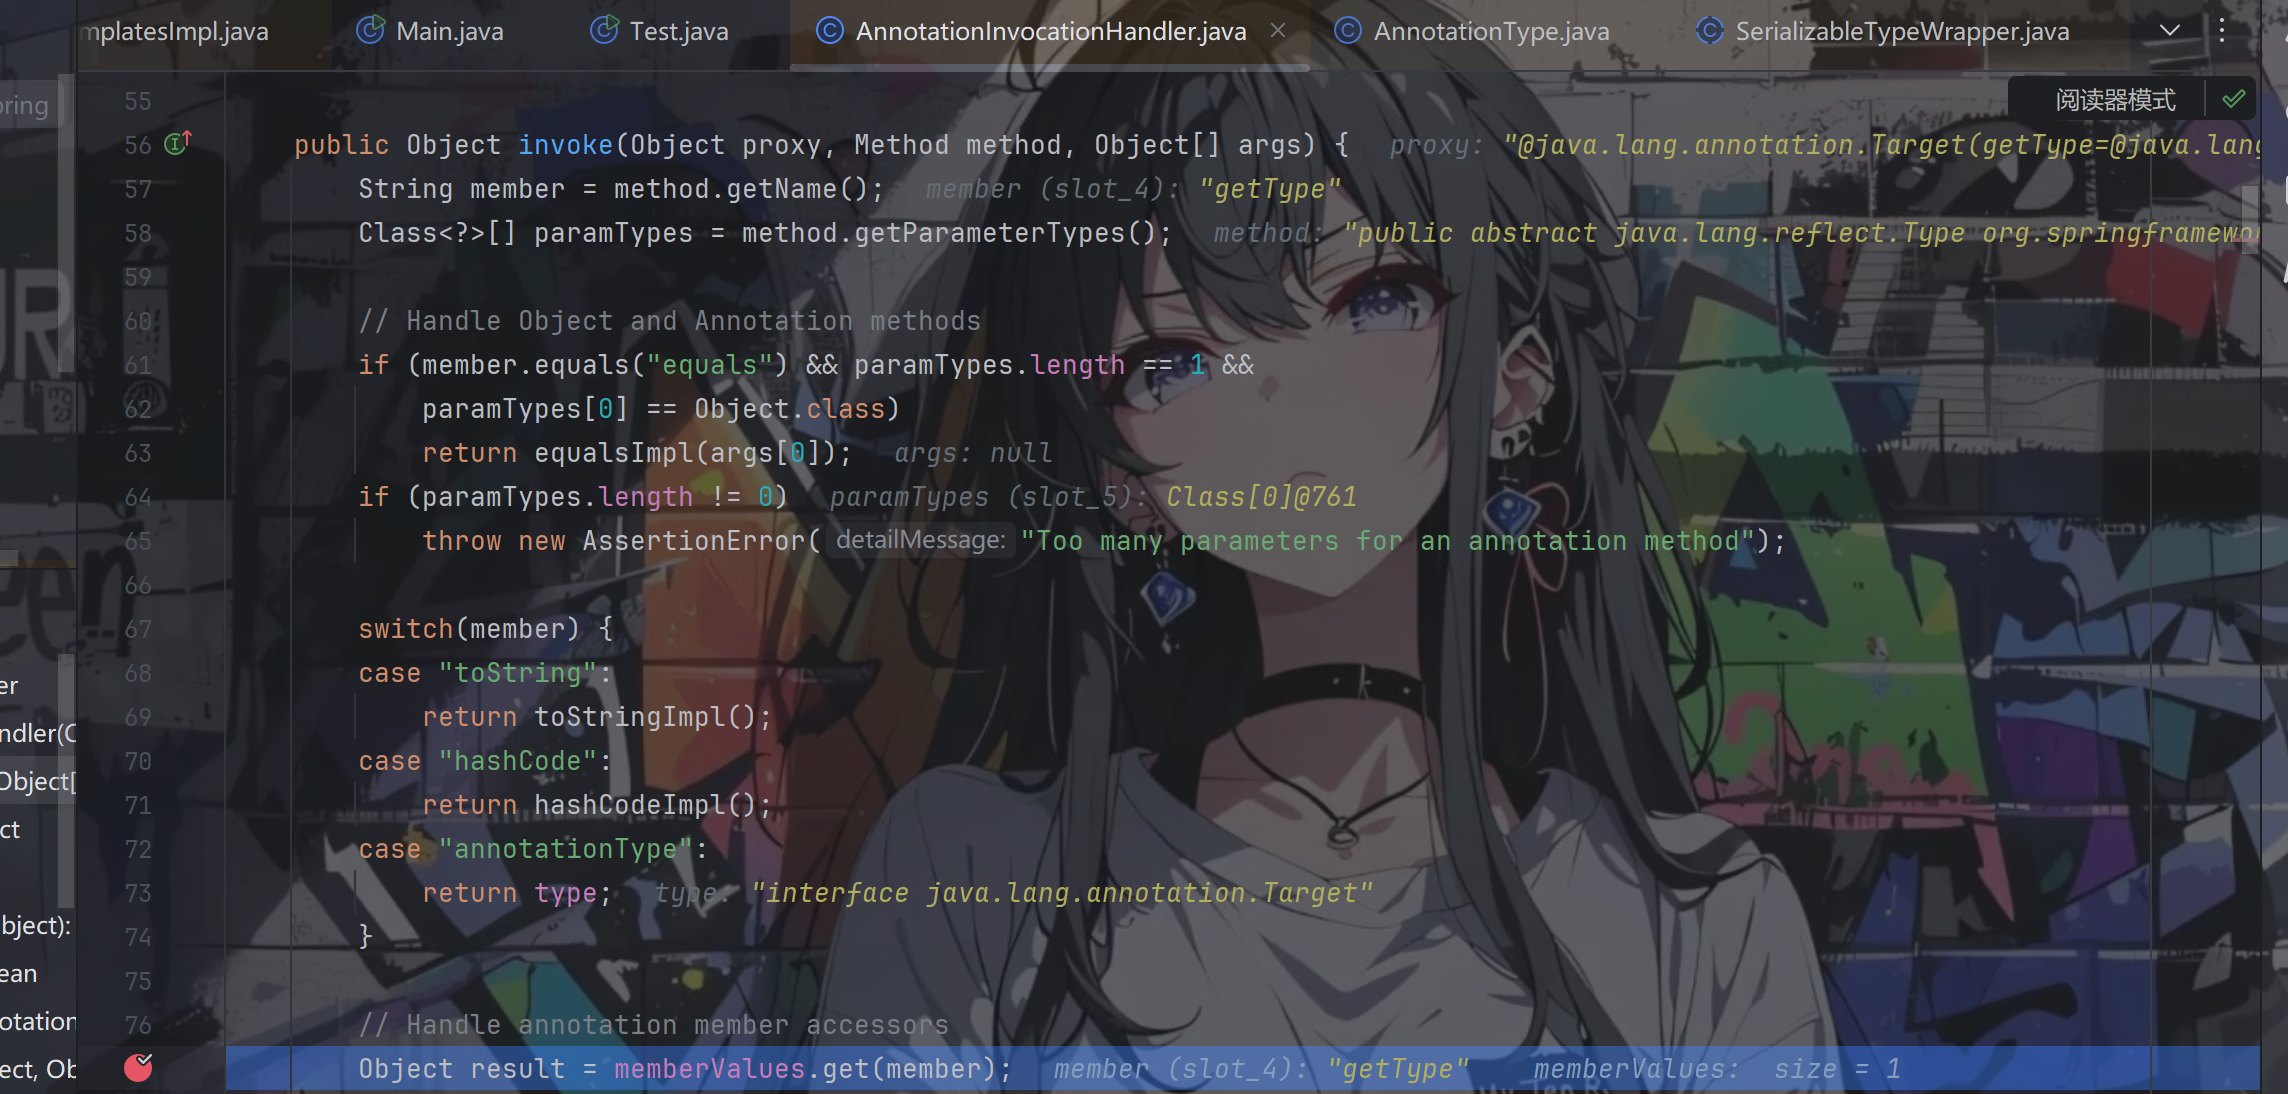 mplatesImpl.java Main.java Test.java AnnotationInvocationHandler.java AnnotationType.java SerializableTypeWrapper.java
阅读器模式
55
56 public Object invoke(Object proxy, Method method, Object[] args) { proxy: "@java.lang.annotation.Target(getType=@java.lang
57 String member = method.getName(); member (slot_4): "getType"
58 Class<?>[] paramTypes = method.getParameterTypes(); method: "public abstract java.lang.reflect.Type org.springframewor
59
60 // Handle Object and Annotation methods
61 if (member.equals("equals") && paramTypes.length == 1 &&
62 paramTypes[0] == Object.class)
63 return equalsImpl(args[0]); args: null
64 if (paramTypes.length != 0) paramTypes (slot_5): Class[0]@761
65 throw new AssertionError( detailMessage: "Too many parameters for an annotation method");
66
67 switch(member) {
68 case "toString":
69 return toStringImpl();
70 case "hashCode":
71 return hashCodeImpl();
72 case "annotationType":
73 return type; type: "interface java.lang.annotation.Target"
74 }
75
76 // Handle annotation member accessors
Object result = memberValues.get(member); member (slot_4): "getType" memberValues: size = 1
pring
er
ndler(C
Object[
ct
bject):
ean
otation
ect, Ob